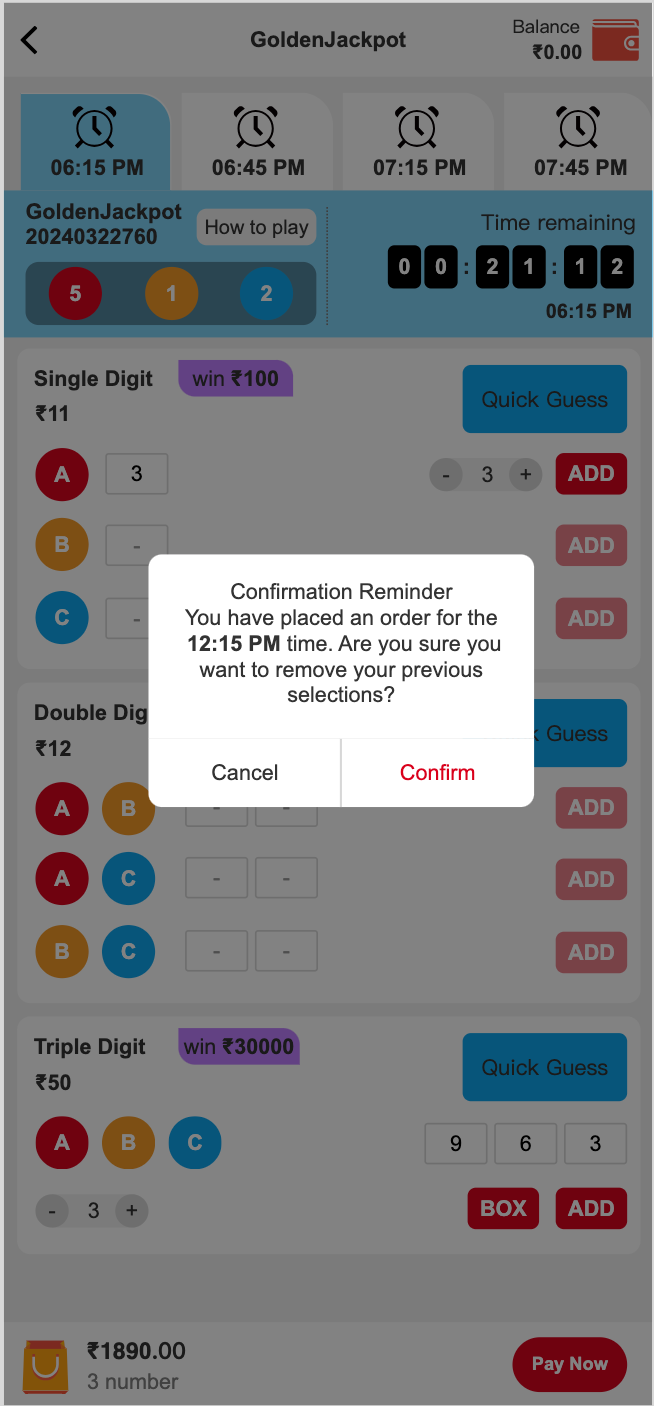 GoldenJackpot
Balance
₹0.00
06:15 PM
06:45 PM
07:15 PM
07:45 PM
GoldenJackpot
20240322760
How to play
Time remaining
5 1 2
0 0 : 2 1 : 1 2
06:15 PM
Single Digit
win ₹100
₹11
Quick Guess
A 3 - 3 + ADD
B - ADD
C - ADD
Confirmation Reminder
You have placed an order for the
12:15 PM time. Are you sure you
want to remove your previous
selections?
Cancel
Confirm
Double Dig
₹12
Guess
A B - - ADD
A C - - ADD
B C - - ADD
Triple Digit
win ₹30000
₹50
Quick Guess
A B C 9 6 3
- 3 + BOX ADD
₹1890.00
3 number
Pay Now